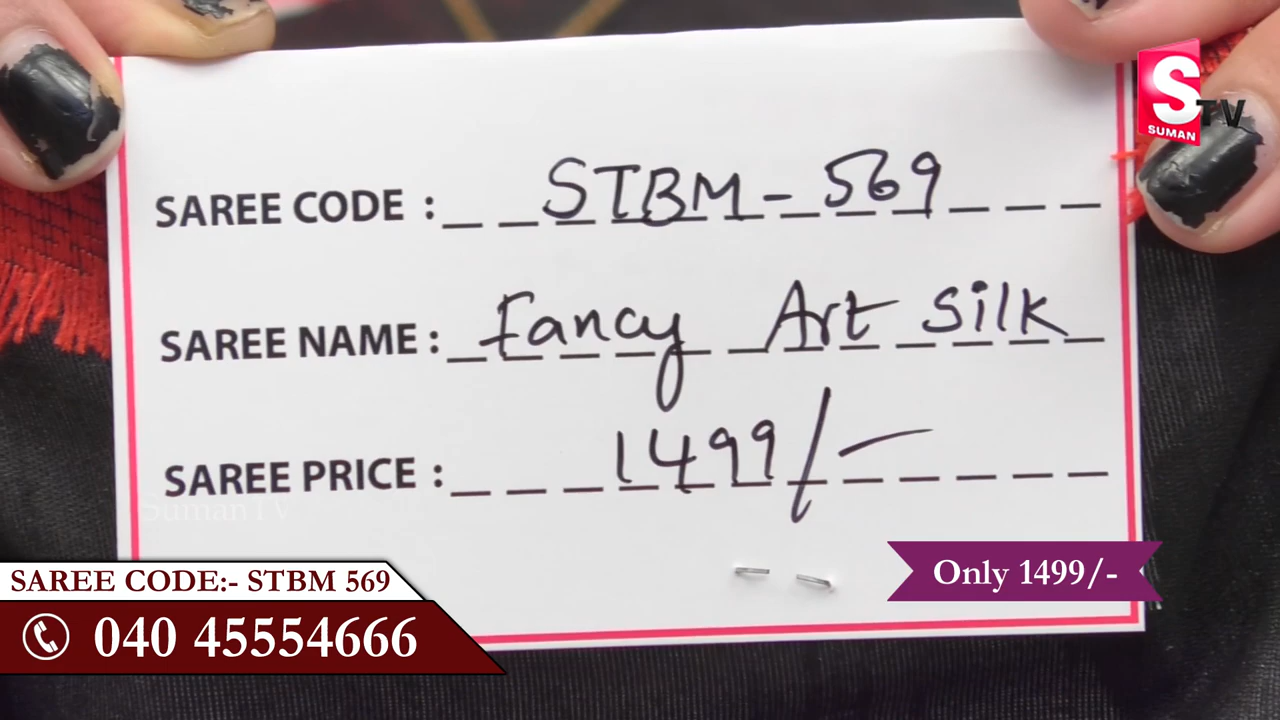 S TV
SUMAN
SAREE CODE : STBM - 569
SAREE NAME : Fancy Art Silk
SAREE PRICE : 1499/-
SumanTV
SAREE CODE:- STBM 569
Only 1499/-
040 45554666